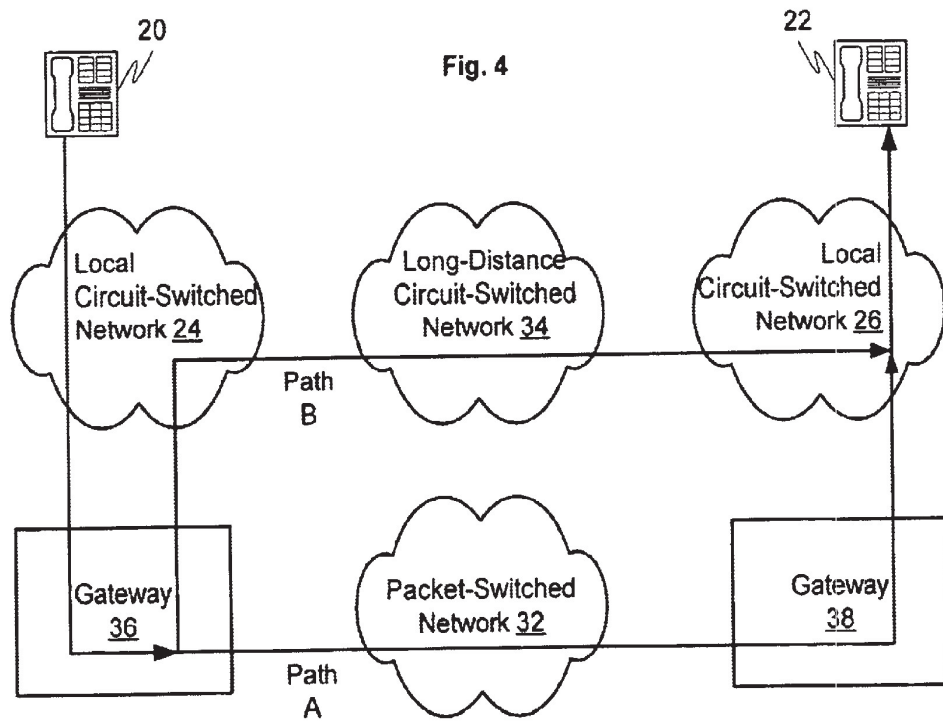 20
22
Fig. 4
Local
Circuit-Switched
Network 24
Long-Distance
Circuit-Switched
Network 34
Local
Circuit-Switched
Network 26
Path
B
Gateway
36
Packet-Switched
Network 32
Gateway
38
Path
A